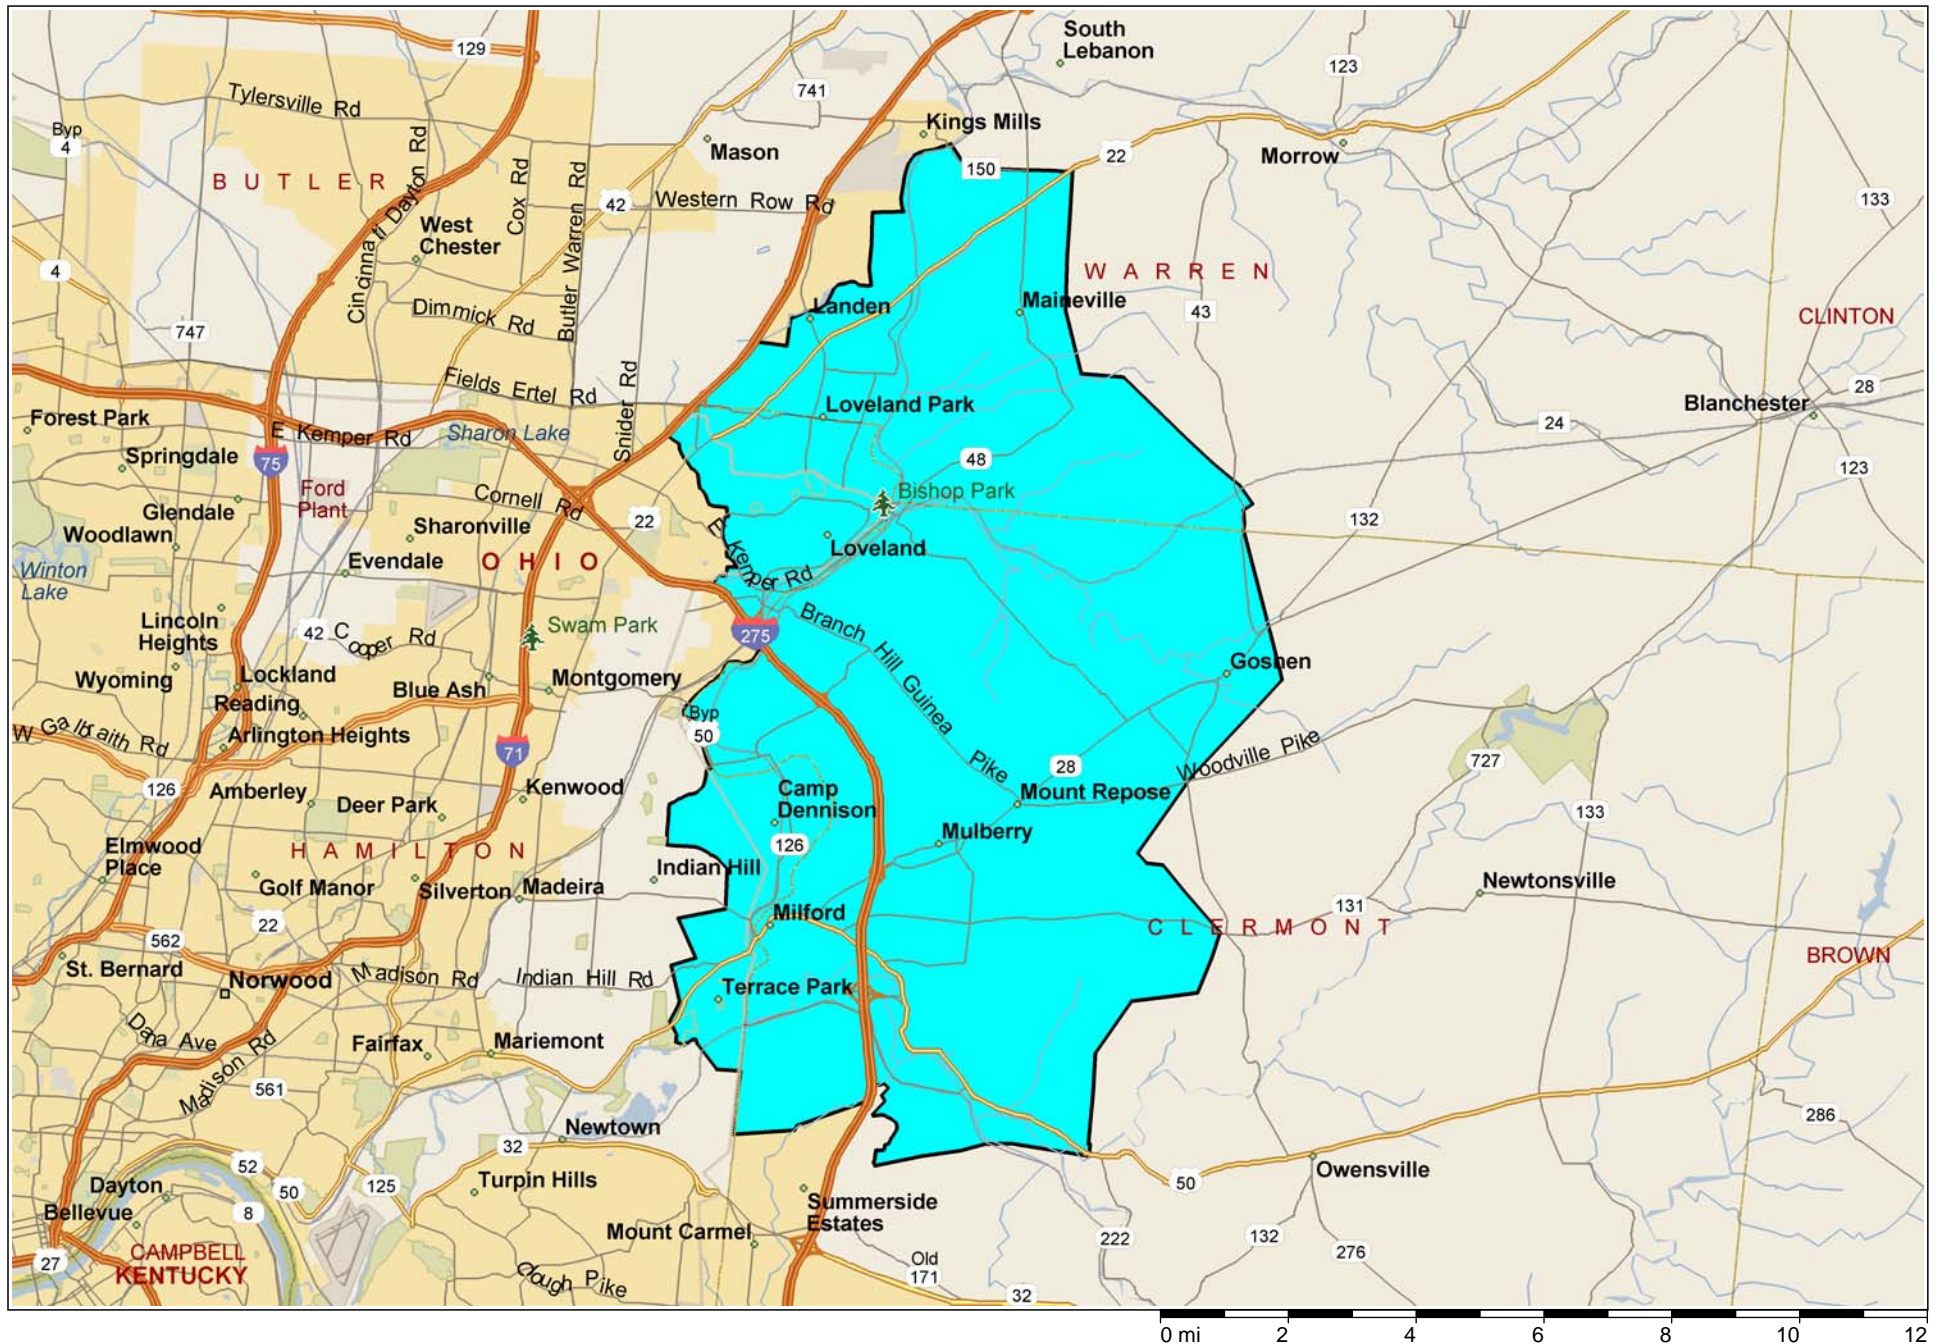 South
Lebanon
129
123
741
Tylersville Rd
Byp
4
Kings Mills
Mason
Morrow
22
150
BUTLER
Cincinnati Dayton Rd
Cox Rd
Butler Warren Rd
42
Western Row Rd
133
West
Chester
4
WARREN
Landen
Maineville
43
CLINTON
Dimmick Rd
747
Fields Ertel Rd
Snider Rd
28
Blanchester
Loveland Park
24
Forest Park
E Kemper Rd
Sharon Lake
Springdale
75
48
123
Ford
Plant
Cornell Rd
Bishop Park
Glendale
Sharonville
22
132
Woodlawn
Evendale
OHIO
E Kemper Rd
Loveland
Winton
Lake
Lincoln
Heights
42
Cooper Rd
Swam Park
275
Branch Hill Guinea Pike
Goshen
Wyoming
Lockland
Blue Ash
Montgomery
Reading
Byp
50
W Galbraith Rd
Arlington Heights
71
28
Woodville Pike
727
126
Amberley
Deer Park
Kenwood
Camp
Dennison
Mount Repose
133
126
Mulberry
Elmwood
Place
HAMILTON
Golf Manor
Silverton
Madeira
Indian Hill
Newtonsville
22
Milford
131
CLERMONT
562
St. Bernard
Norwood
Madison Rd
Indian Hill Rd
BROWN
Terrace Park
Dana Ave
Madison Rd
Fairfax
Mariemont
561
286
Newtown
32
52
50
125
Turpin Hills
Owensville
50
Dayton
8
Bellevue
Summerside
Estates
Mount Carmel
222
132
276
27
CAMPBELL
KENTUCKY
Clough Pike
Old
171
32
0 mi 2 4 6 8 10 12